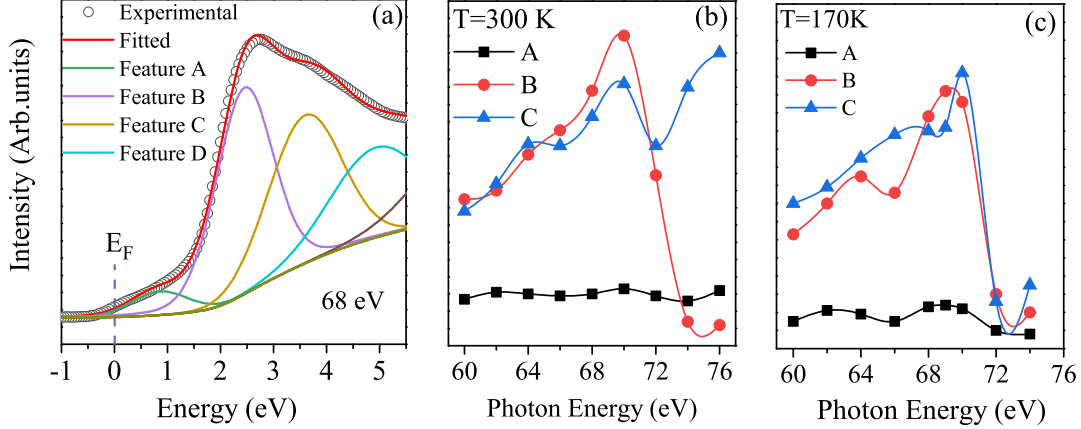 (a)
Experimental
Fitted
Feature A
Feature B
Feature C
Feature D
E_F
68 eV
Intensity (Arb.units)
-1 0 1 2 3 4 5
Energy (eV)
T=300 K
(b)
A
B
C
60 64 68 72 76
Photon Energy (eV)
T=170K
(c)
A
B
C
60 64 68 72 76
Photon Energy (eV)